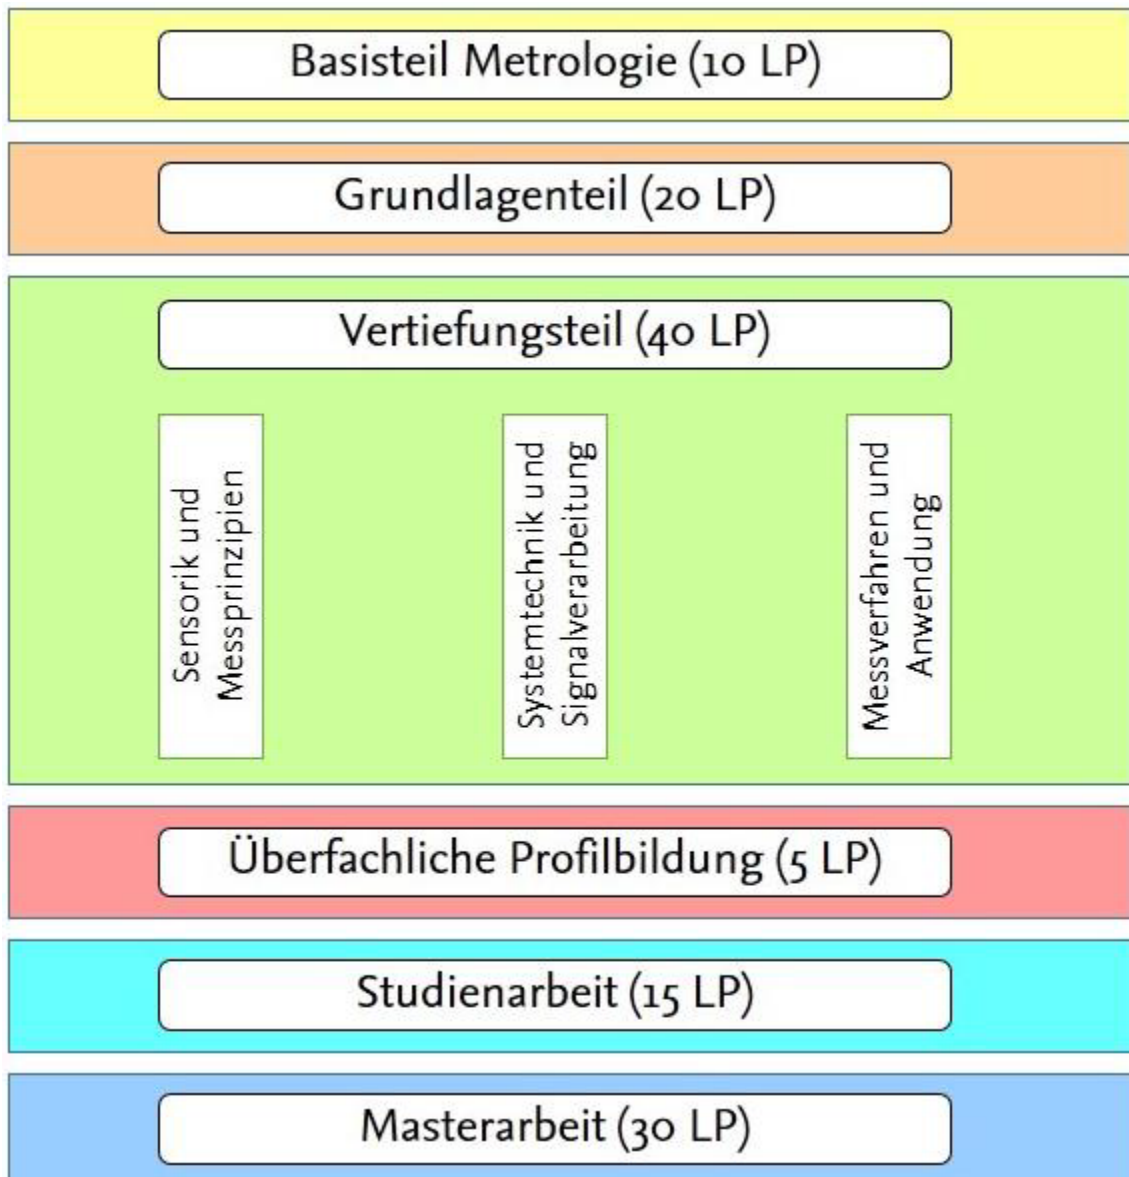 Basisteil Metrologie (10 LP)
Grundlagenteil (20 LP)
Vertiefungsteil (40 LP)
Sensorik und
Messprinzipien
Systemtechnik und
Signalverarbeitung
Messverfahren und
Anwendung
Überfachliche Profilbildung (5 LP)
Studienarbeit (15 LP)
Masterarbeit (30 LP)